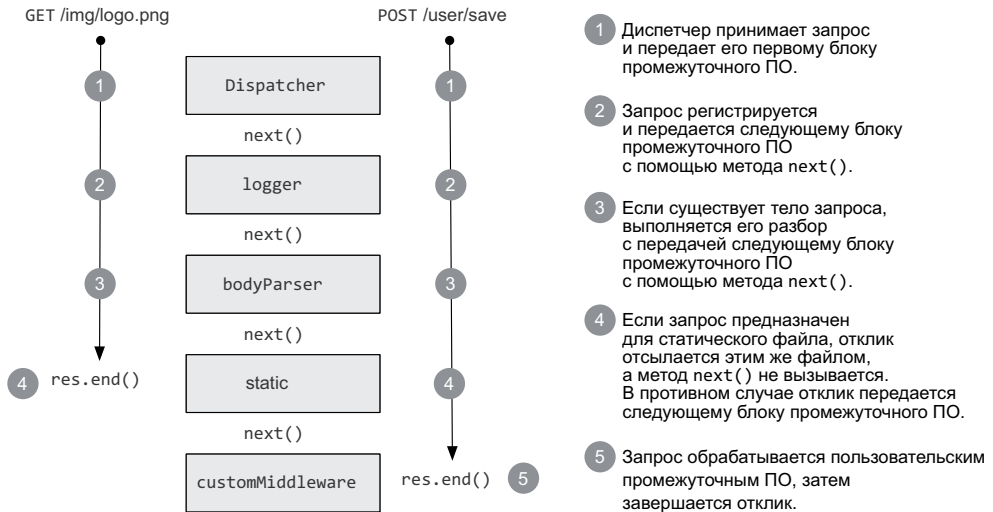 GET /img/logo.png
POST /user/save
1
Dispatcher
1
next()
2
logger
2
next()
3
bodyParser
3
next()
4
res.end()
static
4
next()
customMiddleware
res.end()
5
1 Диспетчер принимает запрос
и передает его первому блоку
промежуточного ПО.
2 Запрос регистрируется
и передается следующему блоку
промежуточного ПО
с помощью метода next().
3 Если существует тело запроса,
выполняется его разбор
с передачей следующему блоку
промежуточного ПО
с помощью метода next().
4 Если запрос предназначен
для статического файла, отклик
отсылается этим же файлом,
а метод next() не вызывается.
В противном случае отклик передается
следующему блоку промежуточного ПО.
5 Запрос обрабатывается пользовательским
промежуточным ПО, затем
завершается отклик.